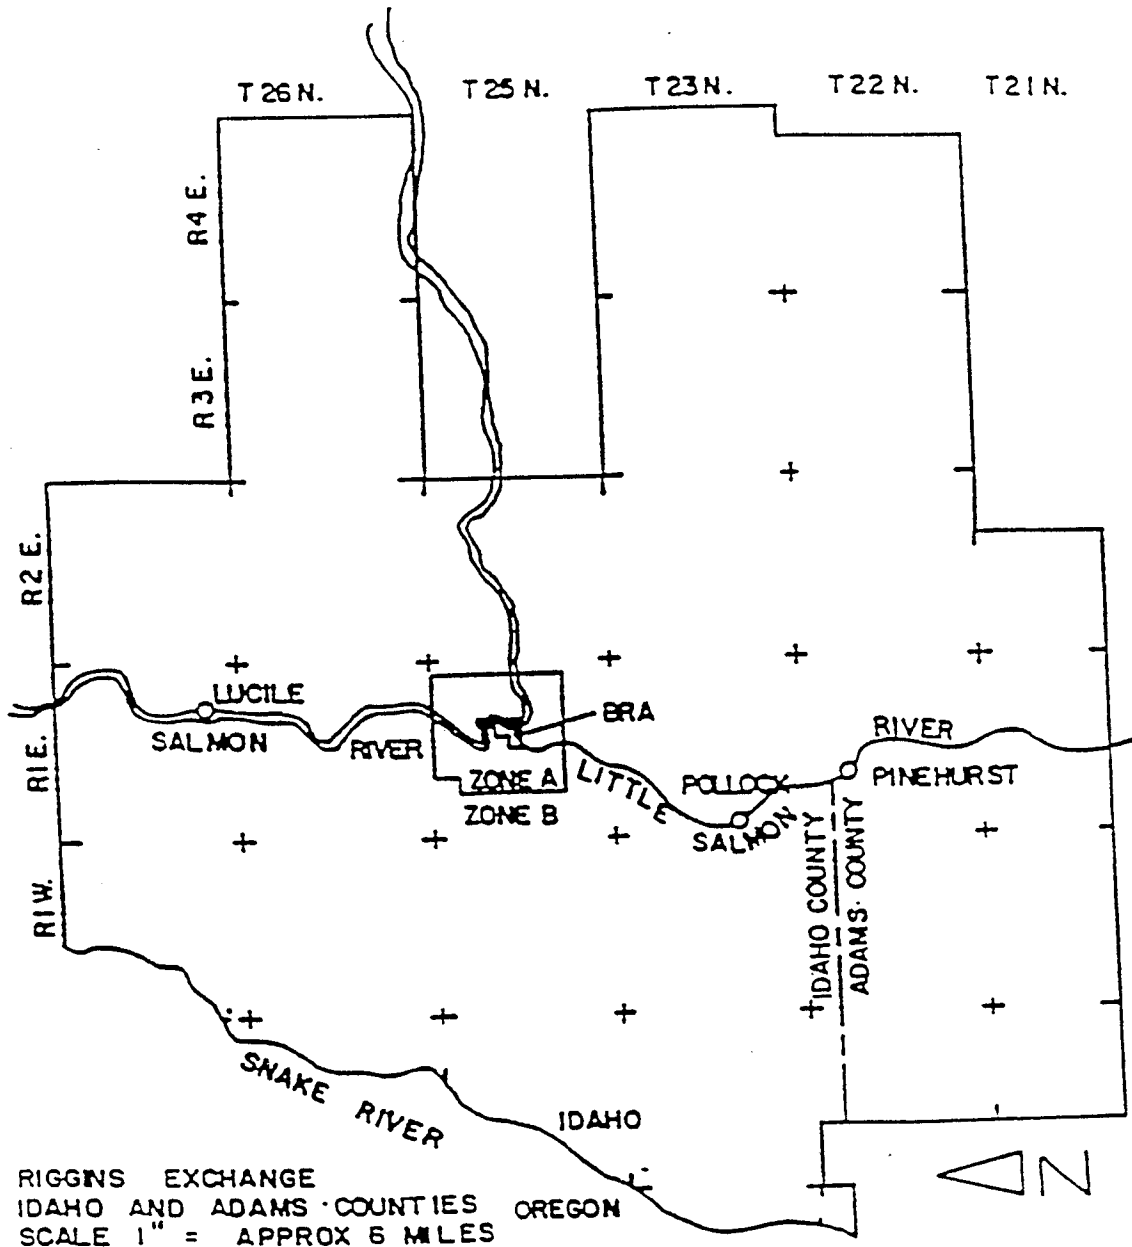 T26N. T25N. T23N. T22N. T21N.
R4E.
R3E.
R2E.
R1E.
R1W.
LUCILE
SALMON RIVER
BRA
ZONE A
ZONE B
LITTLE SALMON RIVER
POLLOCK
PINEHURST
IDAHO COUNTY
ADAMS COUNTY
SNAKE RIVER
IDAHO
OREGON
N
RIGGINS EXCHANGE
IDAHO AND ADAMS COUNTIES
SCALE 1" = APPROX 6 MILES